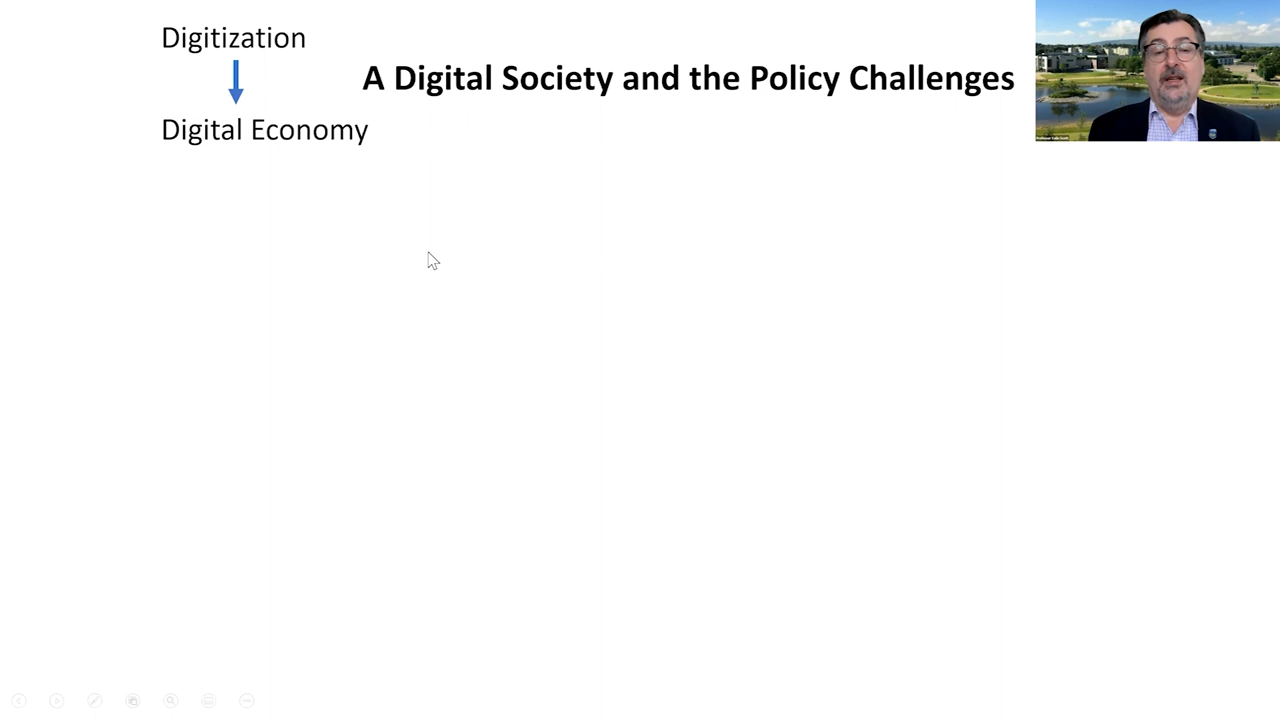 Digitization
A Digital Society and the Policy Challenges
Digital Economy